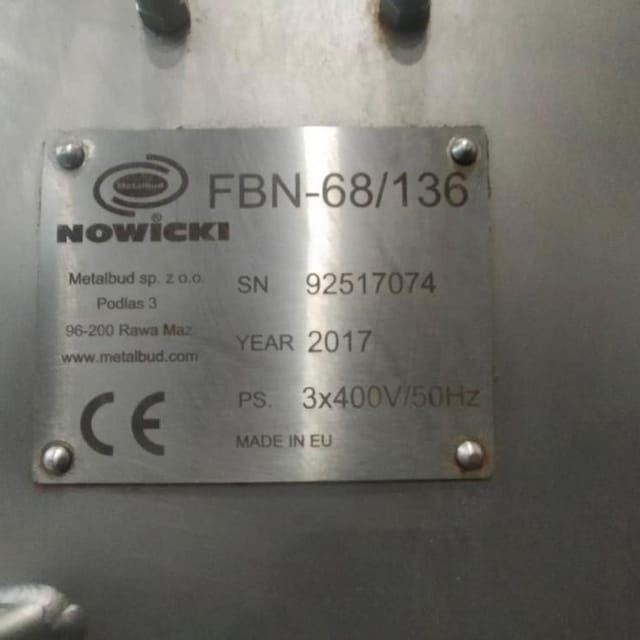 Metalbud
NOWICKI
FBN-68/136
Metalbud sp. z o.o.
Podlas 3
96-200 Rawa Maz
www.metalbud.com
SN 92517074
YEAR 2017
PS. 3x400V/50Hz
CE
MADE IN EU